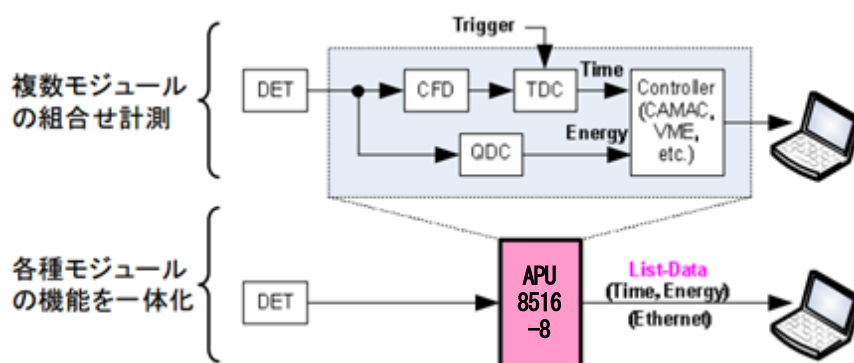 複数モジュール
の組合せ計測
Trigger
DET
CFD
TDC
Time
QDC
Energy
Controller
(CAMAC,
VME,
etc.)
各種モジュール
の機能を一体化
DET
APU
8516
-8
List-Data
(Time, Energy)
(Ethernet)